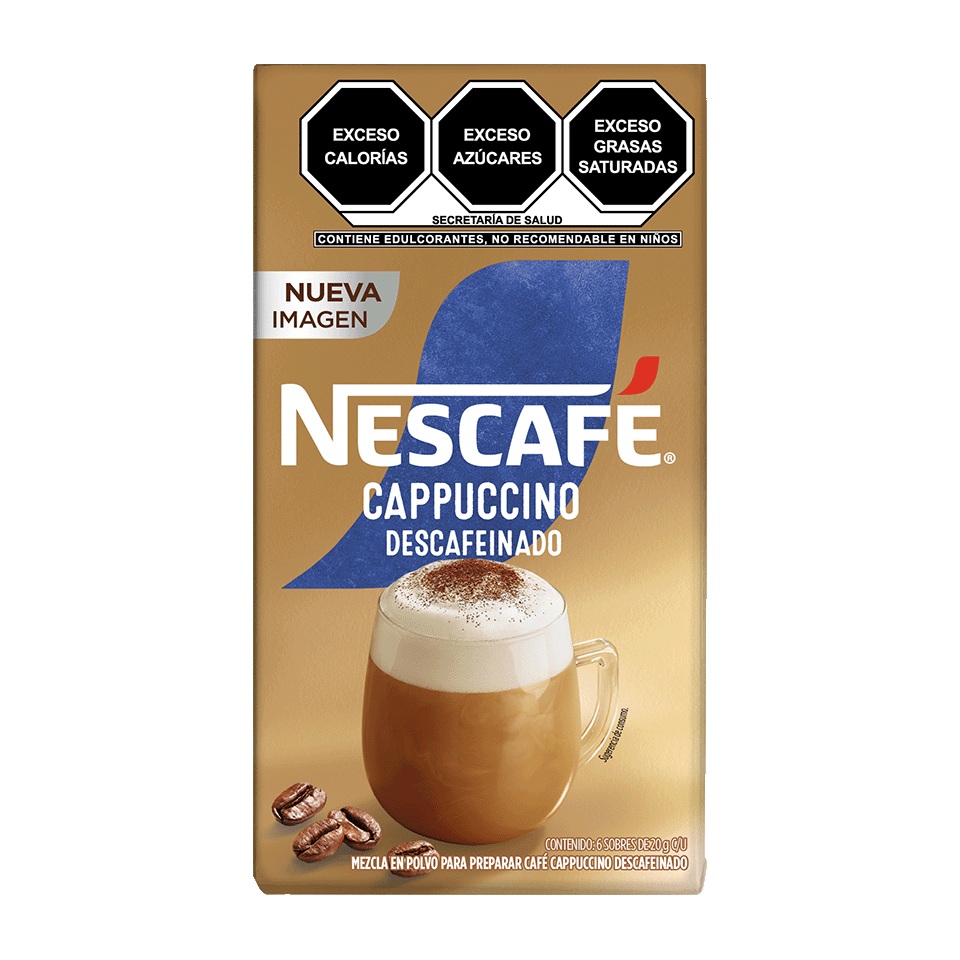 EXCESO
CALORÍAS
EXCESO
AZÚCARES
EXCESO
GRASAS
SATURADAS
SECRETARÍA DE SALUD
CONTIENE EDULCORANTES, NO RECOMENDABLE EN NIÑOS
NUEVA
IMAGEN
NESCAFÉ®
CAPPUCCINO
DESCAFEINADO
Sugerencia de consumo.
CONTENIDO: 6 SOBRES DE 20 g C/U
MEZCLA EN POLVO PARA PREPARAR CAFÉ CAPPUCCINO DESCAFEINADO